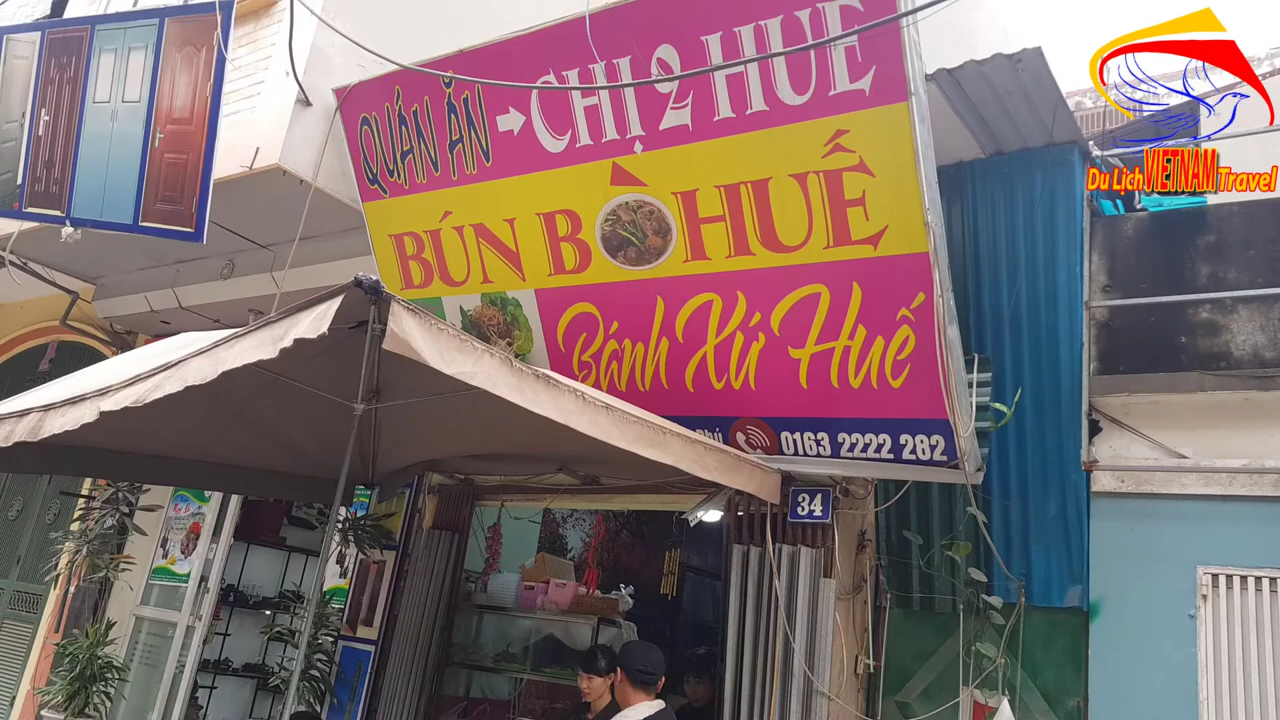 QUÁN ĂN CHỊ 2 HUẾ
BÚN BÒ HUẾ
Bánh Xứ Huế
Phú 0163 2222 282
34
Du Lịch VIETNAM Travel